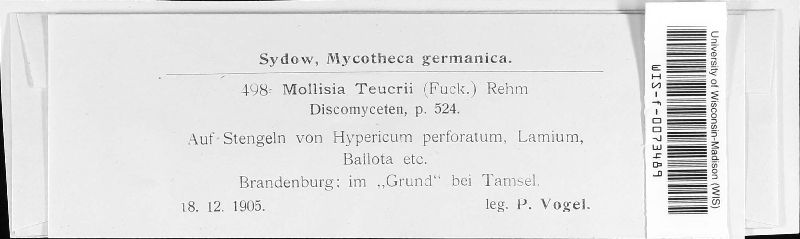 Sydow, Mycotheca germanica.
498. Mollisia Teucrii (Fuck.) Rehm
Discomyceten, p. 524.
Auf Stengeln von Hypericum perforatum, Lamium,
Ballota etc.
Brandenburg: im „Grund“ bei Tamsel.
18. 12. 1905. leg. P. Vogel.
University of Wisconsin-Madison (WIS)
WIS-f-0073489